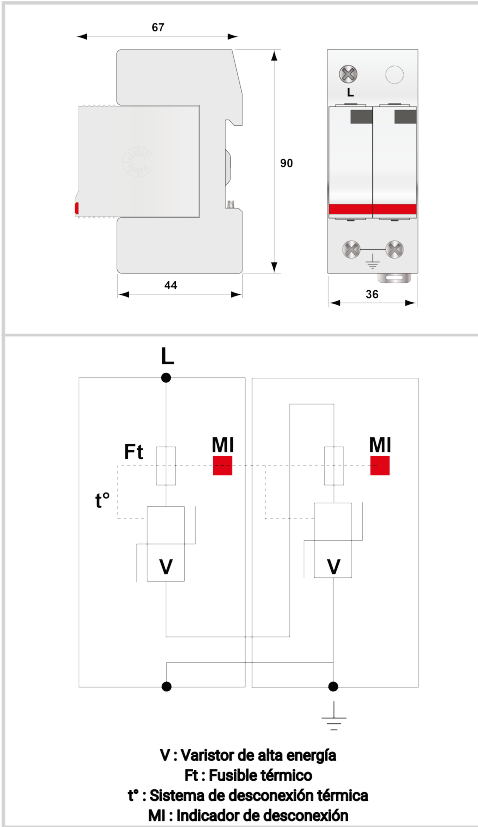 67
90
44
L
36
L
Ft
MI
MI
t°
V
V
V : Varistor de alta energía
Ft : Fusible térmico
t° : Sistema de desconexión térmica
MI : Indicador de desconexión